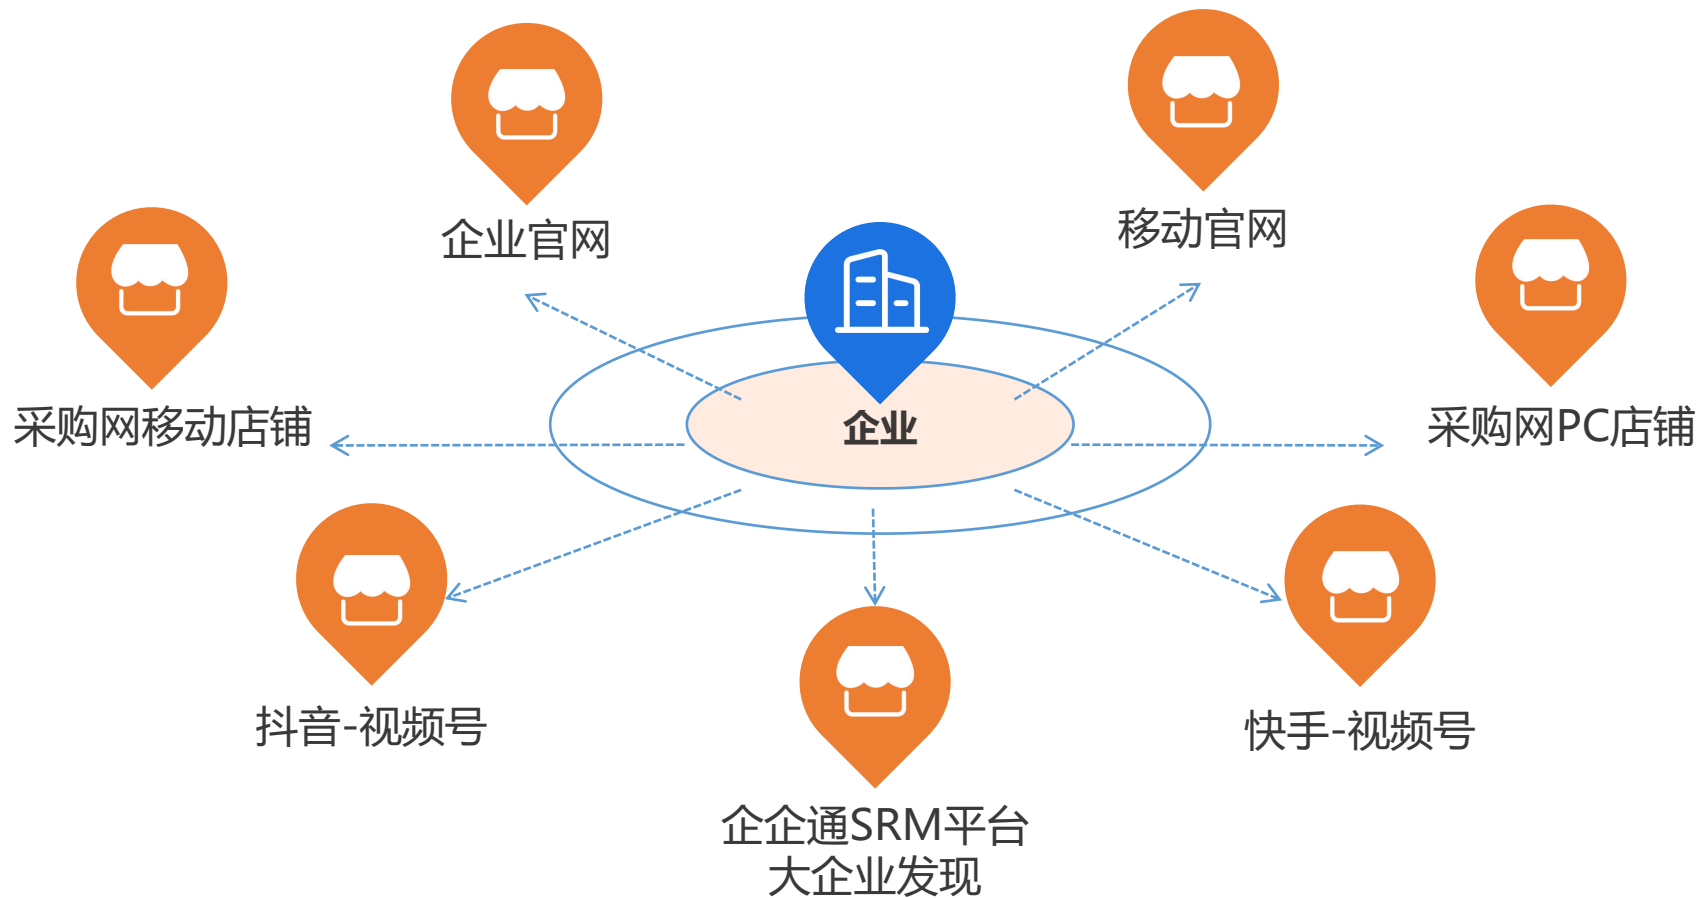 移动官网
企业官网
采购网移动店铺
企业
采购网PC店铺
抖音-视频号
快手-视频号
企企通SRM平台
大企业发现